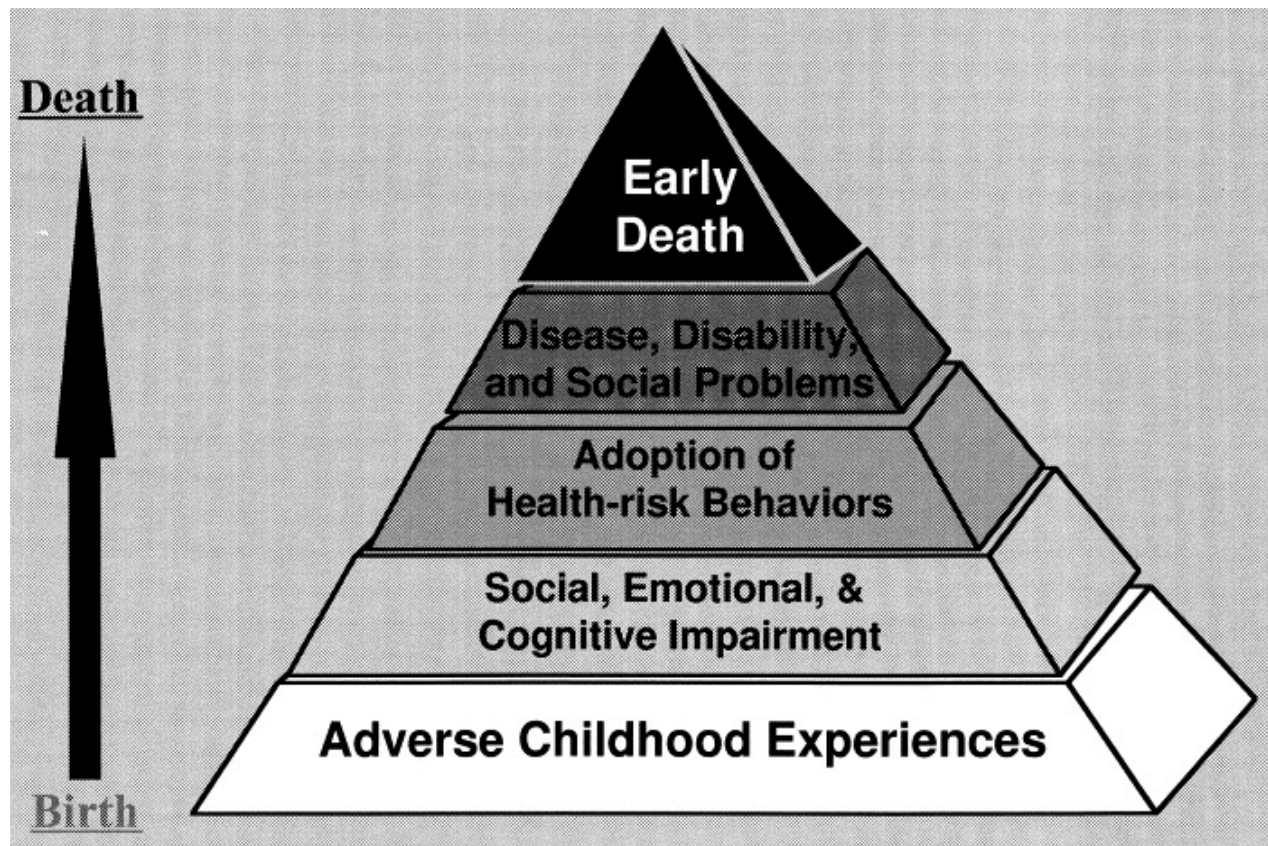 Death
Early
Death
Disease, Disability,
and Social Problems
Adoption of
Health-risk Behaviors
Social, Emotional, &
Cognitive Impairment
Adverse Childhood Experiences
Birth